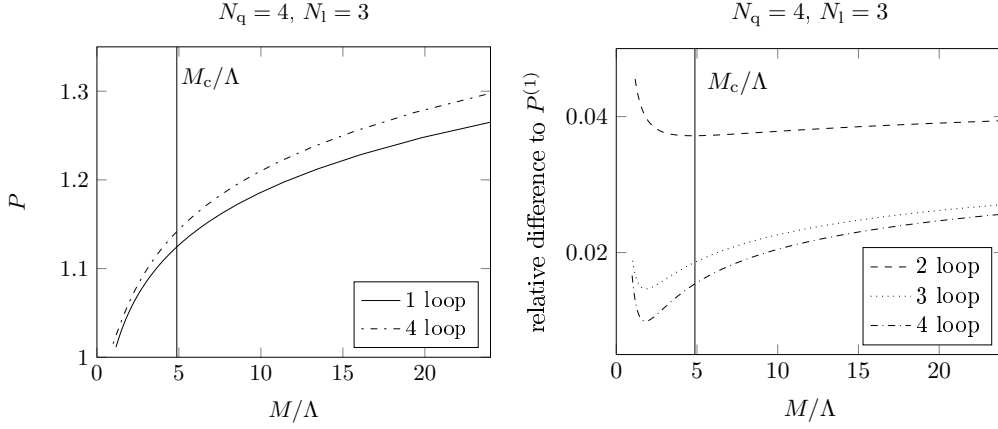 N_q = 4, N_l = 3
P
1.3
1.2
1.1
1
M_c/Λ
1 loop
4 loop
0 5 10 15 20
M/Λ
N_q = 4, N_l = 3
relative difference to P^(1)
0.04
0.02
M_c/Λ
2 loop
3 loop
4 loop
0 5 10 15 20
M/Λ